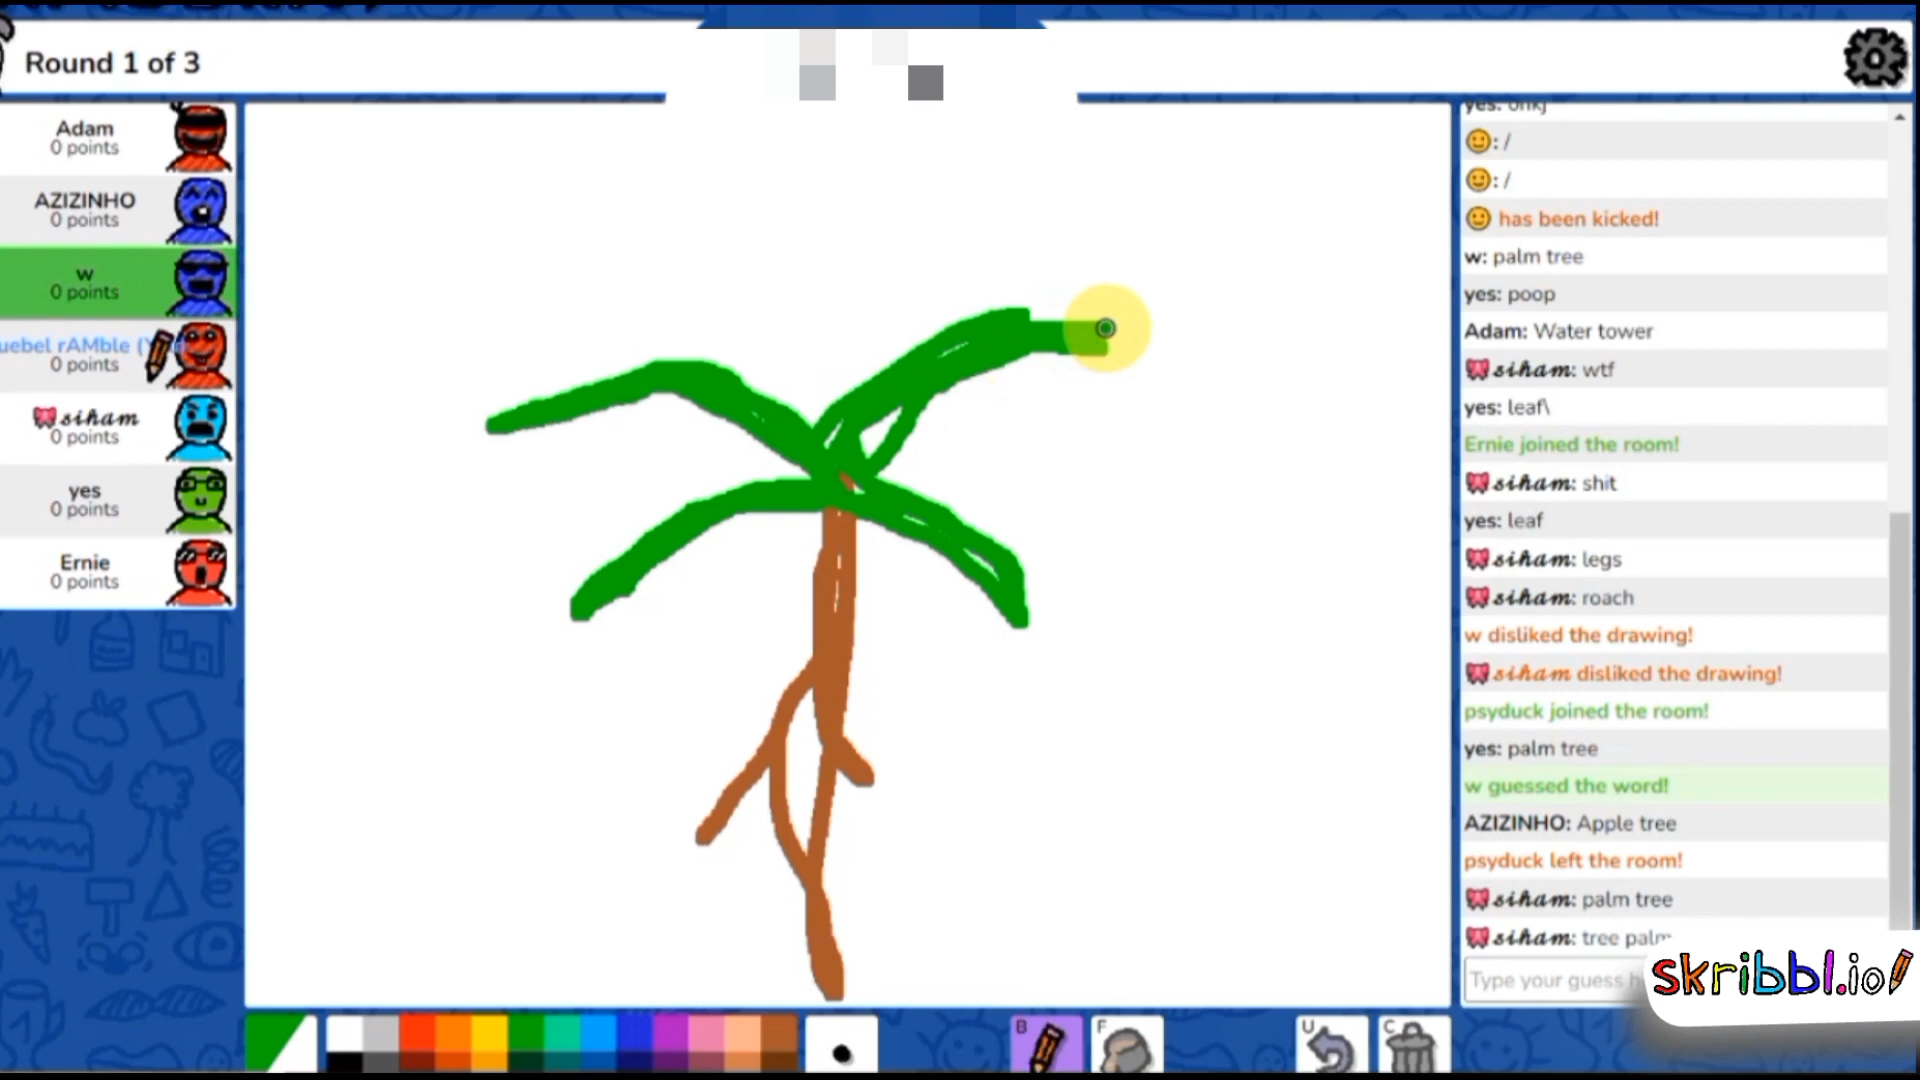 Round 1 of 3
Adam
0 points
AZIZINHO
0 points
w
0 points
uebel rAMble (Y
0 points
🎀 siham
0 points
yes
0 points
Ernie
0 points
🙂: /
🙂: /
🙂 has been kicked!
w: palm tree
yes: poop
Adam: Water tower
🎀 siham: wtf
yes: leaf\
Ernie joined the room!
🎀 siham: shit
yes: leaf
🎀 siham: legs
🎀 siham: roach
w disliked the drawing!
🎀 siham disliked the drawing!
psyduck joined the room!
yes: palm tree
w guessed the word!
AZIZINHO: Apple tree
psyduck left the room!
🎀 siham: palm tree
🎀 siham: tree palm
Type your guess h
skribbl.io
B
F
U
C